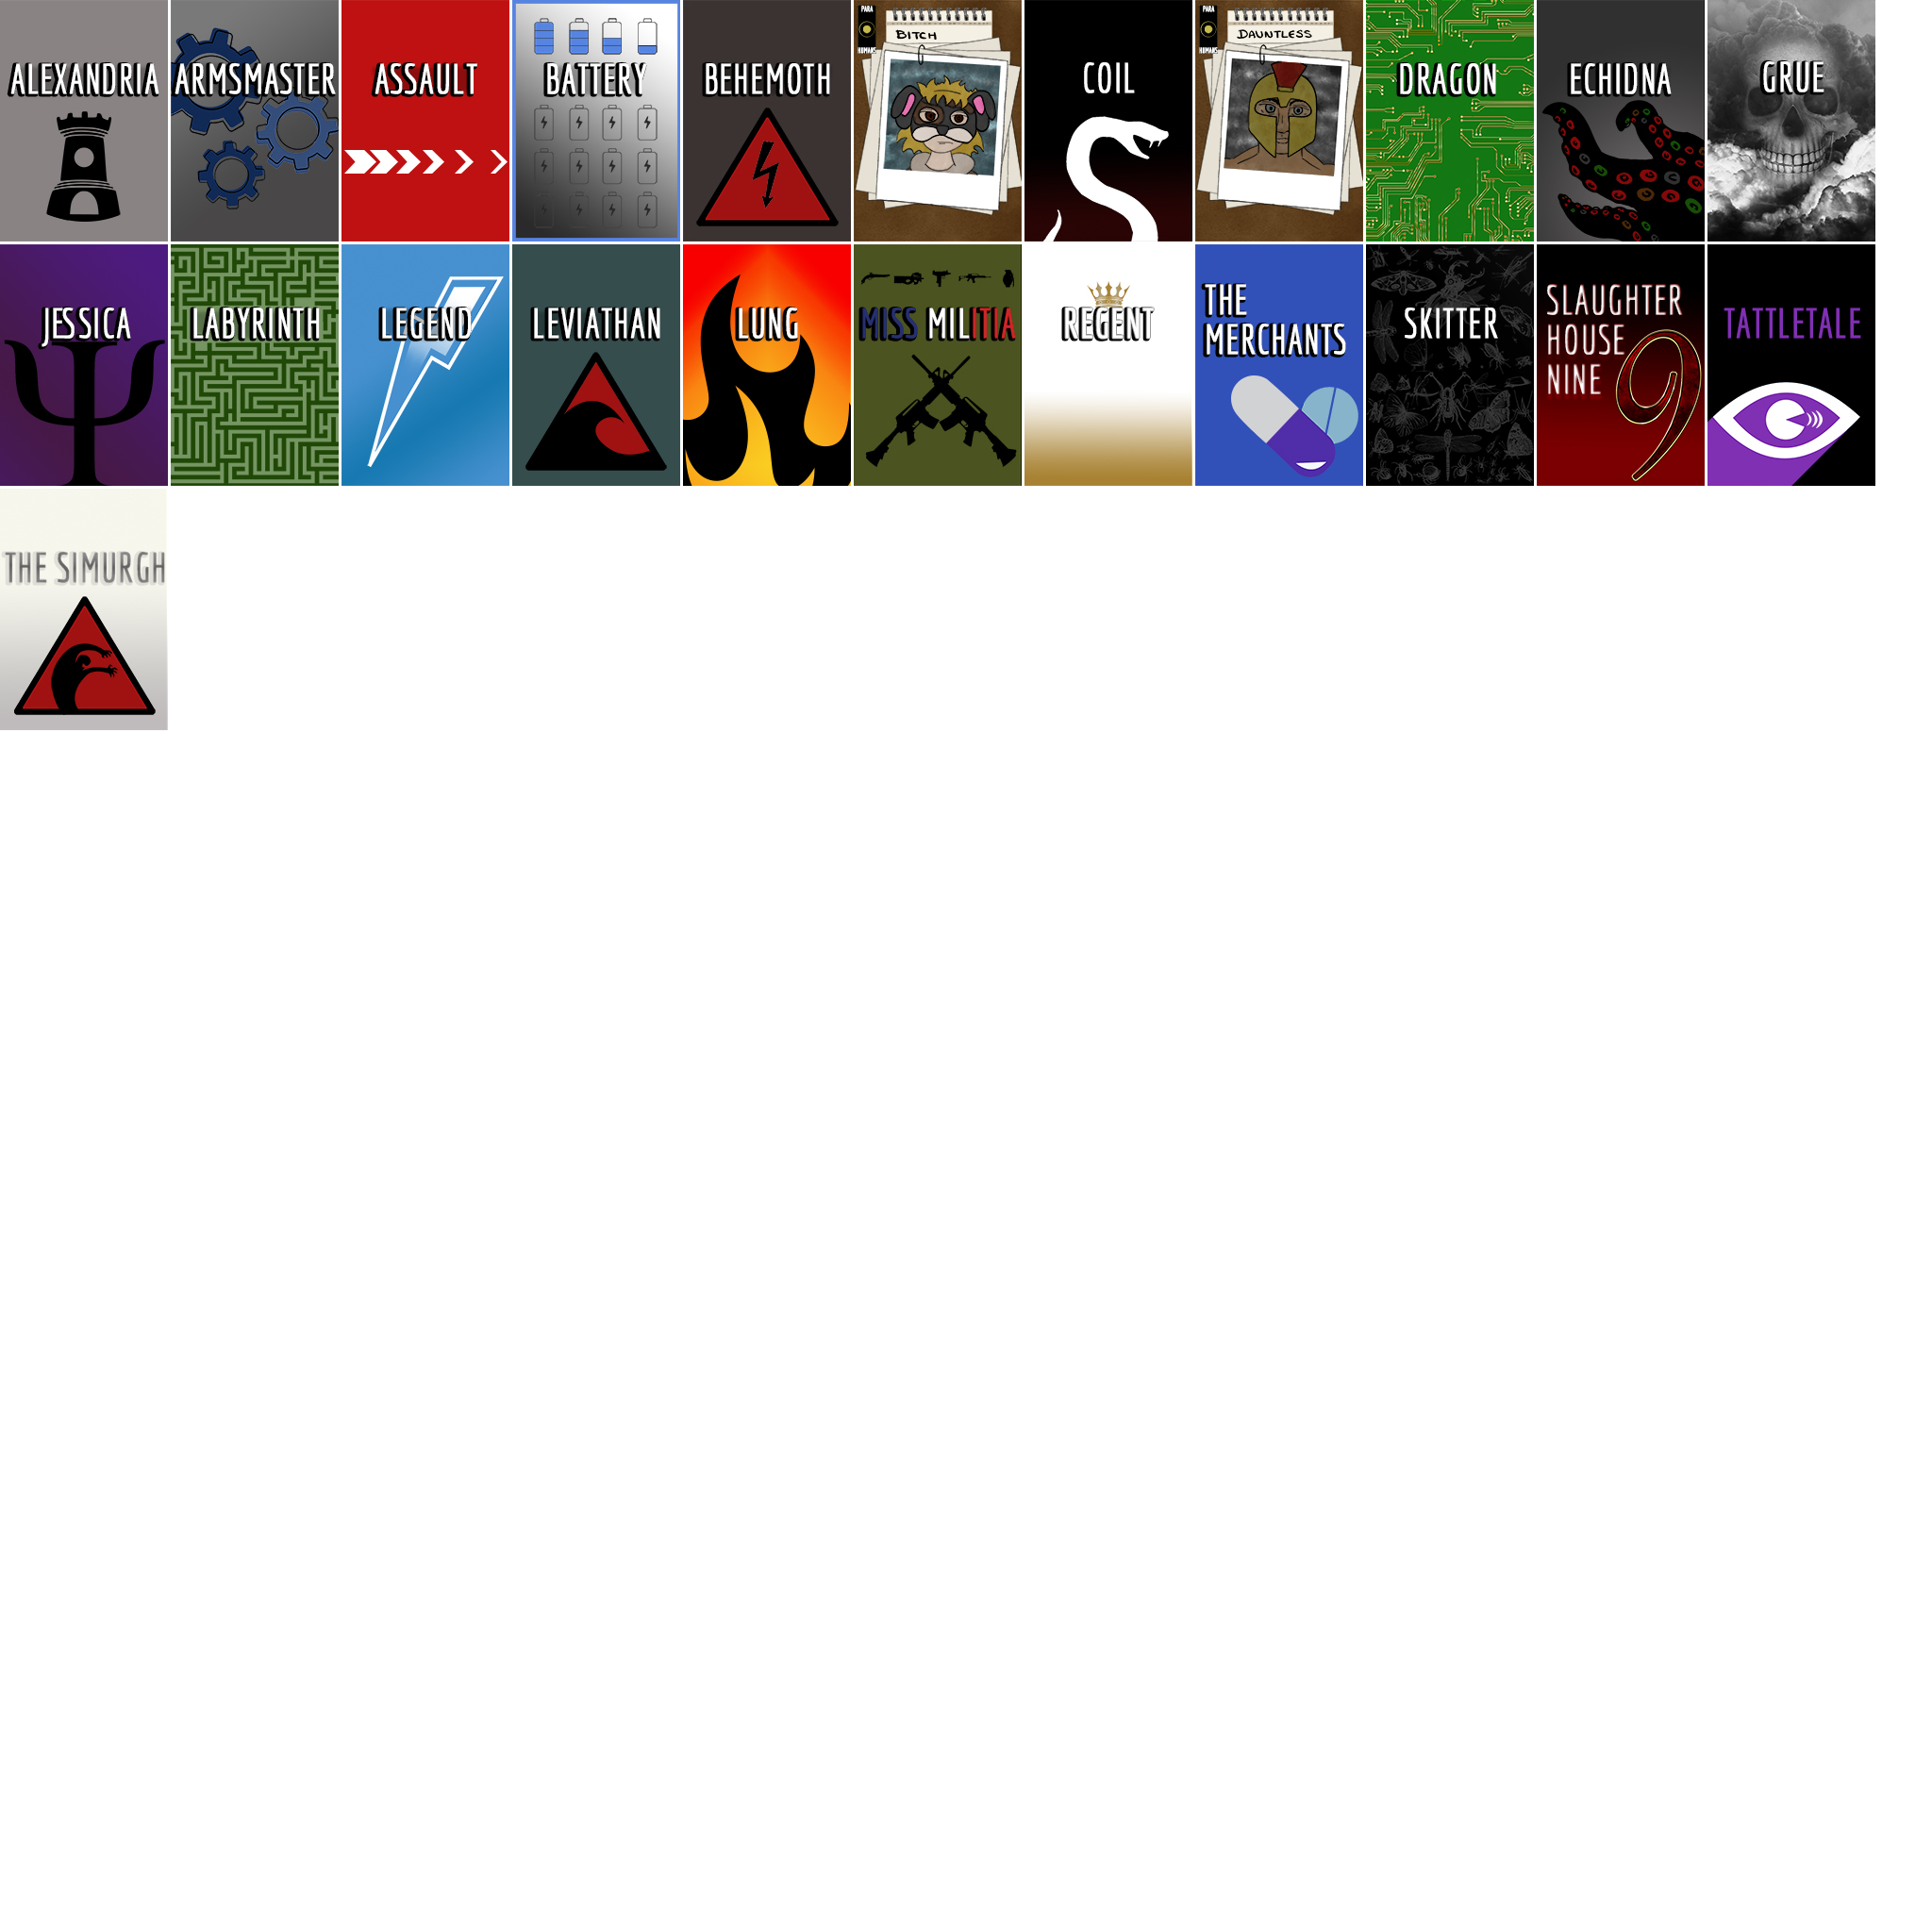 ALEXANDRIA
ARMSMASTER
ASSAULT
BATTERY
BEHEMOTH
PARA
HUMANS
BITCH
COIL
PARA
HUMANS
DAUNTLESS
DRAGON
ECHIDNA
GRUE
JESSICA
LABYRINTH
LEGEND
LEVIATHAN
LUNG
MISS MILITIA
REGENT
THE
MERCHANTS
SKITTER
SLAUGHTER
HOUSE
NINE
9
TATTLETALE
THE SIMURGH